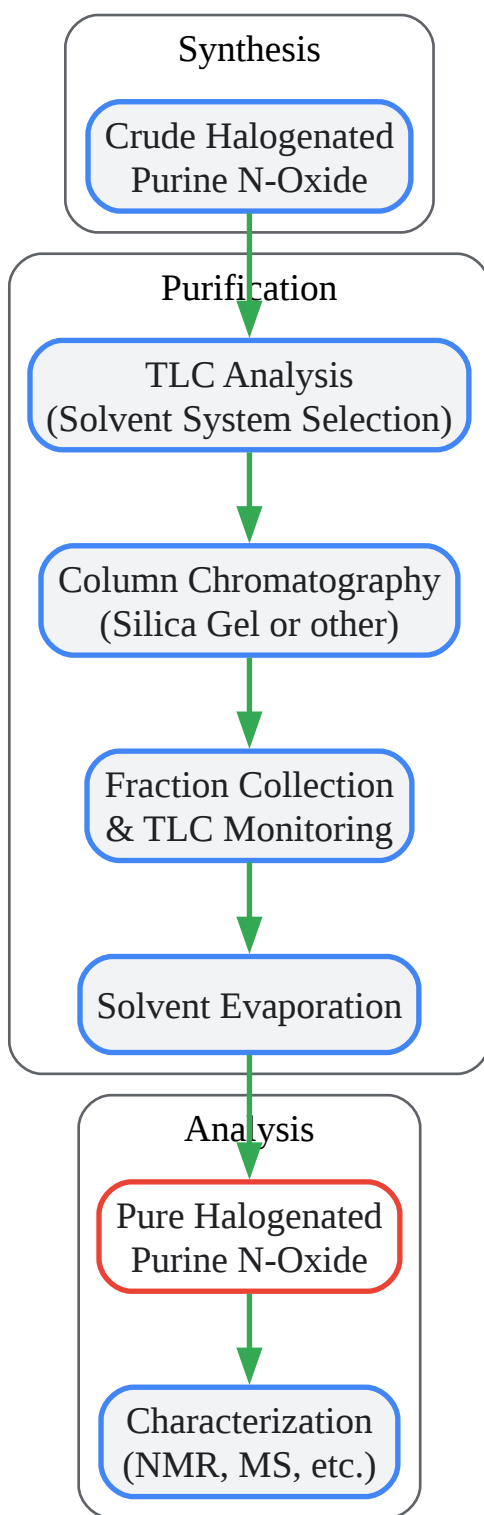 Synthesis
Crude Halogenated
Purine N-Oxide
Purification
TLC Analysis
(Solvent System Selection)
Column Chromatography
(Silica Gel or other)
Fraction Collection
& TLC Monitoring
Solvent Evaporation
Analysis
Pure Halogenated
Purine N-Oxide
Characterization
(NMR, MS, etc.)